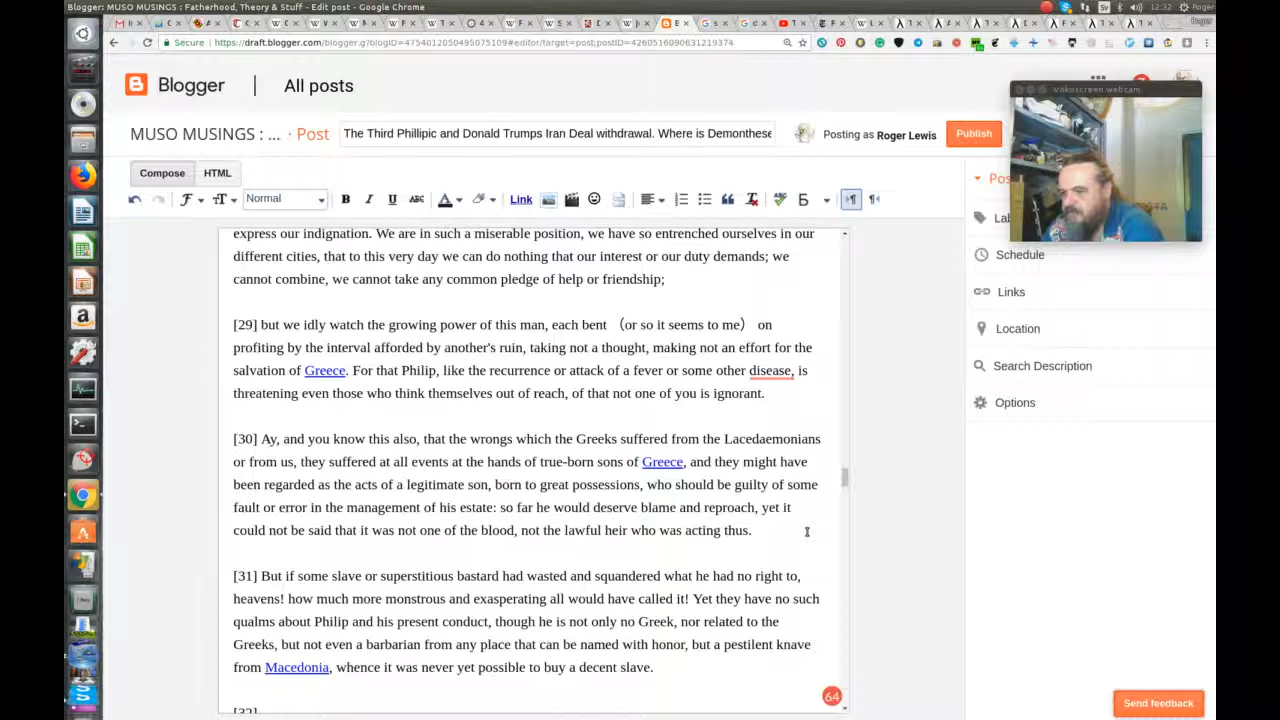 Blogger: MUSO MUSINGS : Fatherhood, Theory & Stuff - Edit post - Google Chrome
12:32 Roger
Roger
Secure https://draft.blogger.com/blogger.g?blogID=4754012050495075109#editor/target=post;postID=4260516090631219374
Blogger | All posts
vokoscreen webcam
MUSO MUSINGS : ... · Post
The Third Phillipic and Donald Trumps Iran Deal withdrawal. Where is Demonthese
Posting as Roger Lewis
Publish
Compose HTML
Normal
Link
express our indignation. We are in such a miserable position, we have so entrenched ourselves in our
different cities, that to this very day we can do nothing that our interest or our duty demands; we
cannot combine, we cannot take any common pledge of help or friendship;
[29] but we idly watch the growing power of this man, each bent （or so it seems to me） on
profiting by the interval afforded by another's ruin, taking not a thought, making not an effort for the
salvation of Greece. For that Philip, like the recurrence or attack of a fever or some other disease, is
threatening even those who think themselves out of reach, of that not one of you is ignorant.
[30] Ay, and you know this also, that the wrongs which the Greeks suffered from the Lacedaemonians
or from us, they suffered at all events at the hands of true-born sons of Greece, and they might have
been regarded as the acts of a legitimate son, born to great possessions, who should be guilty of some
fault or error in the management of his estate: so far he would deserve blame and reproach, yet it
could not be said that it was not one of the blood, not the lawful heir who was acting thus.
[31] But if some slave or superstitious bastard had wasted and squandered what he had no right to,
heavens! how much more monstrous and exasperating all would have called it! Yet they have no such
qualms about Philip and his present conduct, though he is not only no Greek, nor related to the
Greeks, but not even a barbarian from any place that can be named with honor, but a pestilent knave
from Macedonia, whence it was never yet possible to buy a decent slave.
[32]
64
Pos
Lab
Schedule
Links
Location
Search Description
Options
Send feedback